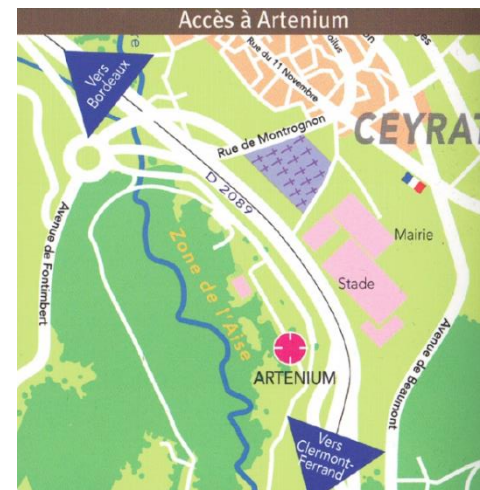 Accès à Artenium
Vers
Bordeaux
Rue du 11 Novembre
Rue de Montrognon
CEYRAT
D 2089
Avenue de Fontimbert
Zone de l'Aise
Mairie
Stade
ARTENIUM
Avenue de Beaumont
Vers
Clermont-
Ferrand